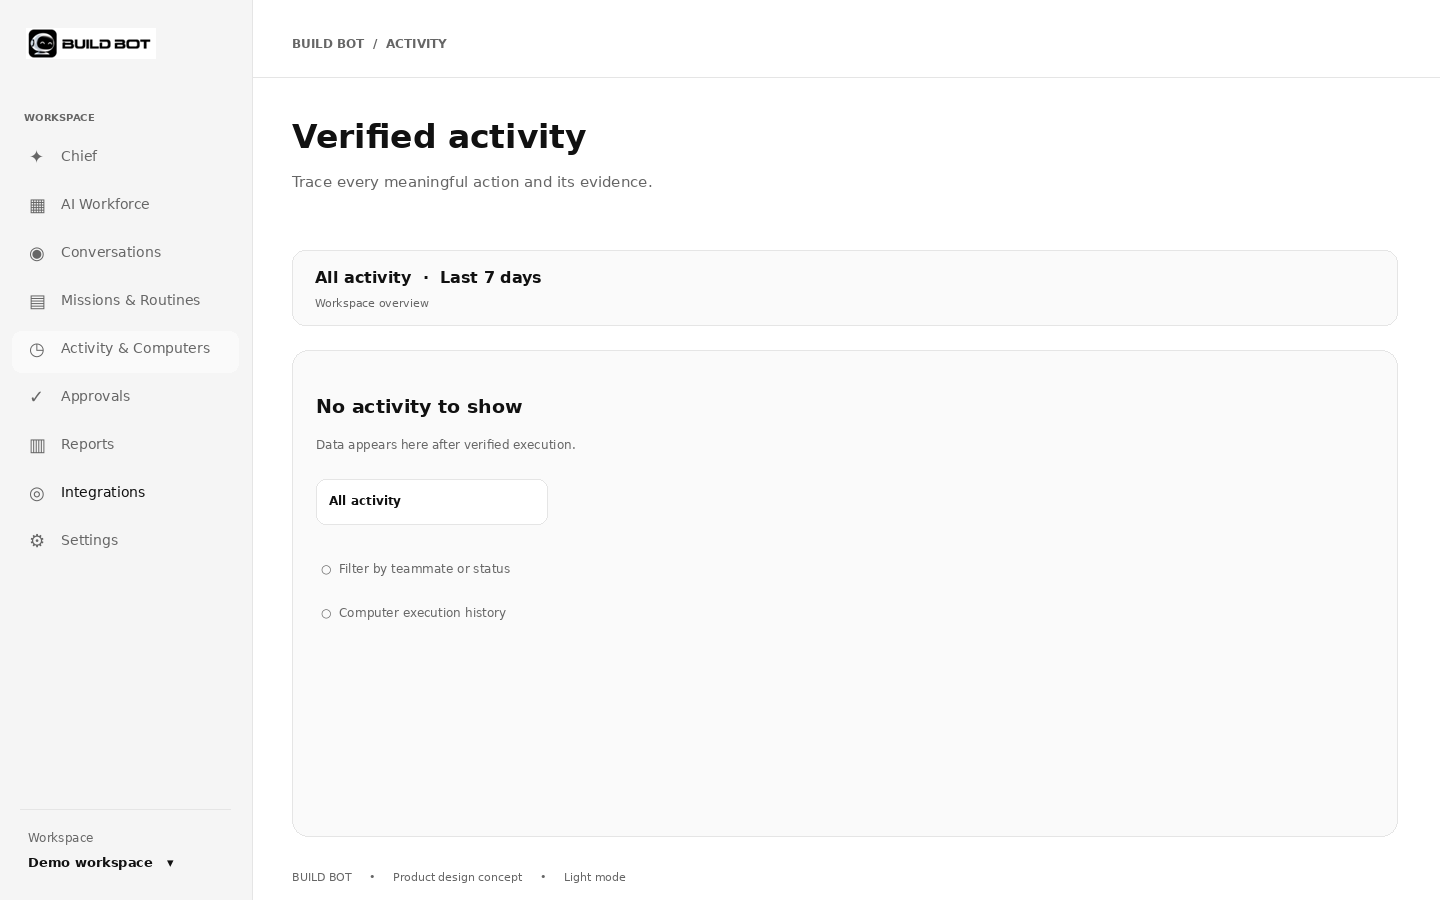 BUILD BOT
WORKSPACE
Chief
AI Workforce
Conversations
Missions & Routines
Activity & Computers
Approvals
Reports
Integrations
Settings
Workspace
Demo workspace ▾
BUILD BOT / ACTIVITY
Verified activity
Trace every meaningful action and its evidence.
All activity · Last 7 days
Workspace overview
No activity to show
Data appears here after verified execution.
All activity
○ Filter by teammate or status
○ Computer execution history
BUILD BOT • Product design concept • Light mode